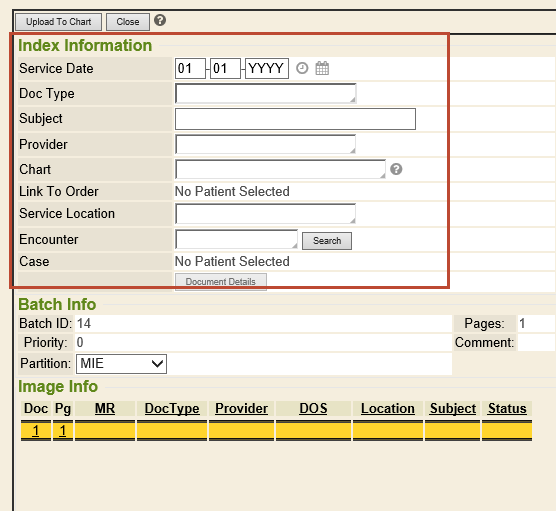 Upload To Chart Close ?
Index Information
Service Date 01-01-YYYY
Doc Type
Subject
Provider
Chart ?
Link To Order No Patient Selected
Service Location
Encounter Search
Case No Patient Selected
Document Details
Batch Info
Batch ID: 14 Pages: 1
Priority: 0 Comment:
Partition: MIE
Image Info
Doc Pg MR DocType Provider DOS Location Subject Status
1 1